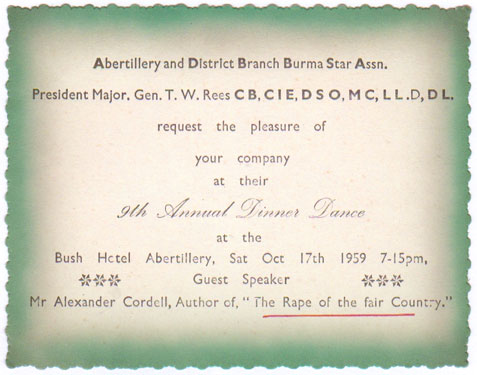 Abertillery and District Branch Burma Star Assn.
President Major. Gen. T. W. Rees CB, CIE, DSO, MC, LL.D, DL.
request the pleasure of
your company
at their
9th Annual Dinner Dance
at the
Bush Hotel Abertillery, Sat Oct 17th 1959 7-15pm,
Guest Speaker
Mr Alexander Cordell, Author of, "The Rape of the fair Country."